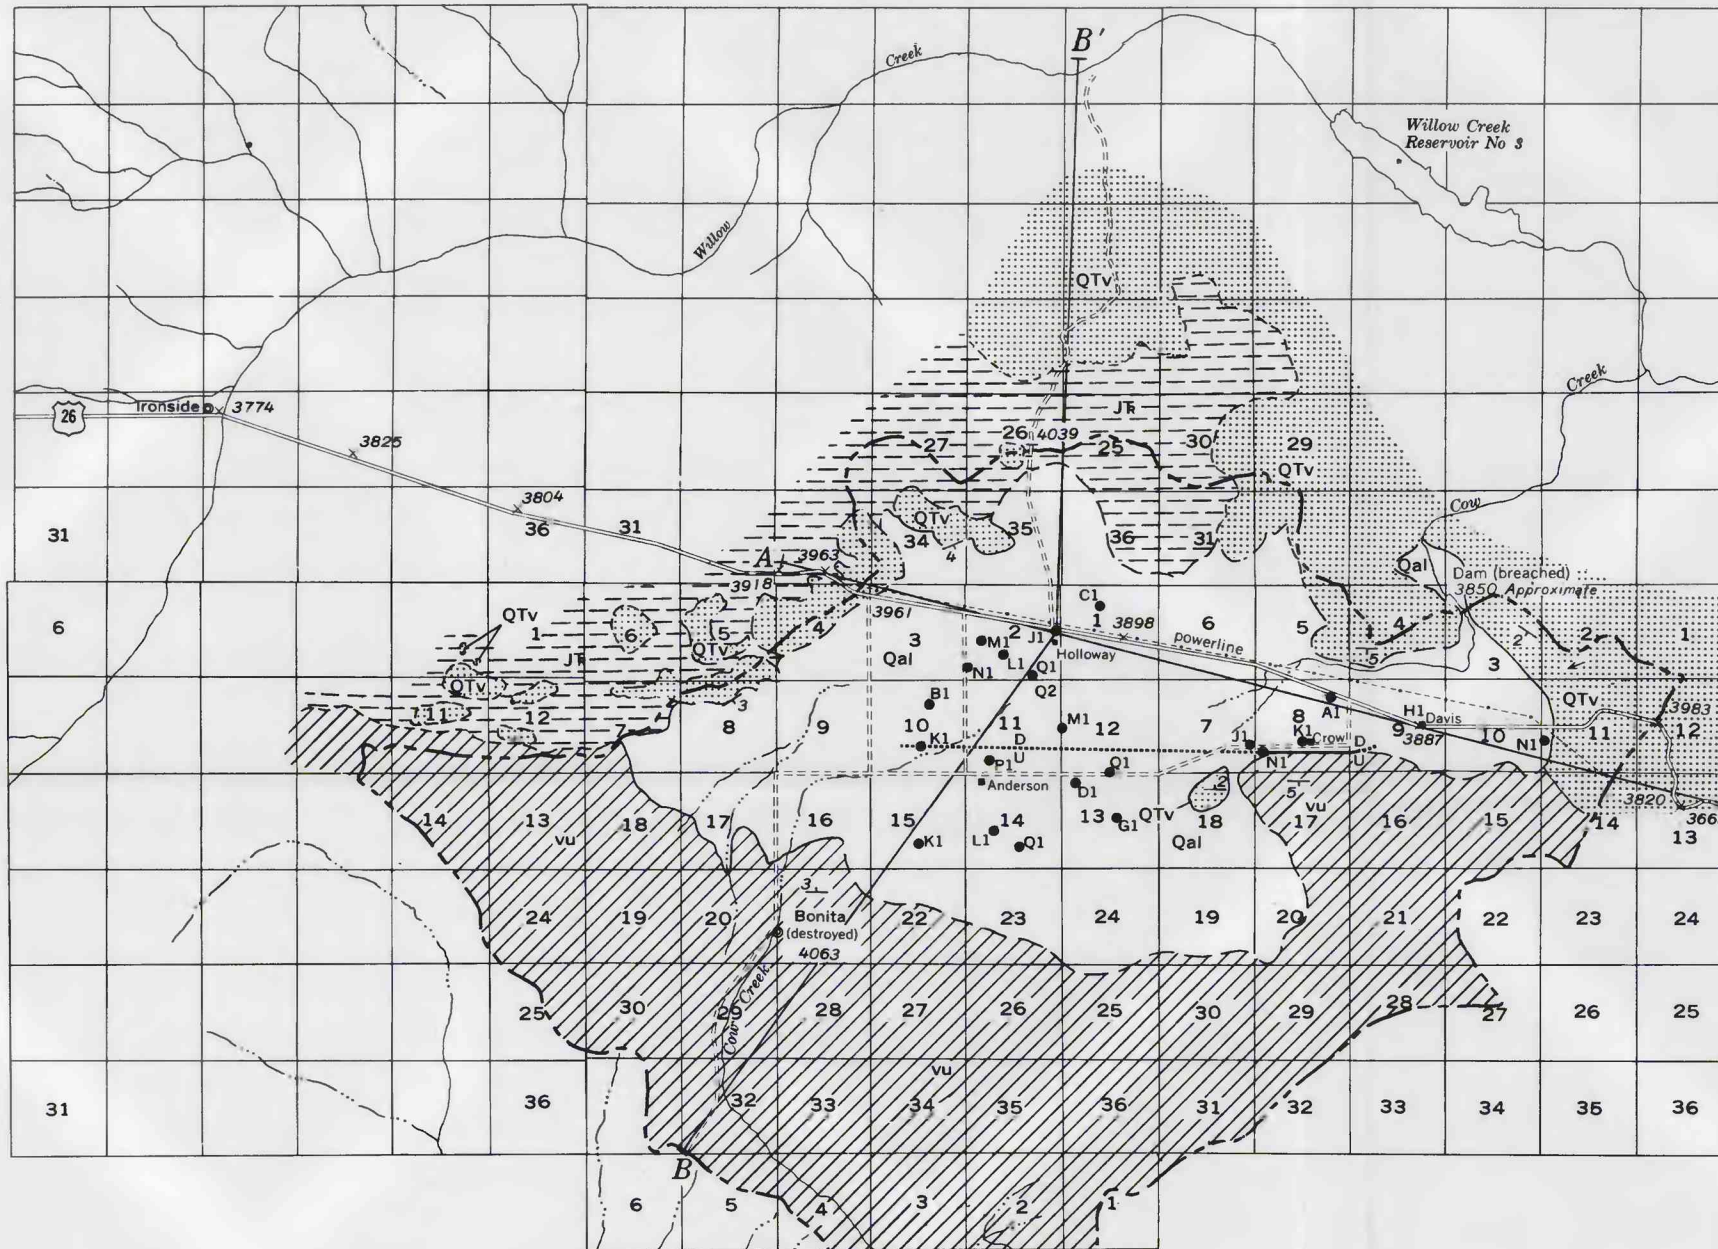 B'
Creek
Willow Creek
Reservoir No 3
Willow
QTv
Creek
26
Ironside
3774
JTR
3825
27
26
4039
25
30
29
QTv
3804
Cow
31
36
31
QTv
34
35
36
31
4
A
3963
3918
Qal
Dam (breached)
3850 Approximate
3961
C1
6
QTv
1
6
5
4
3
2
J1
1
3898
6
5
4
2
2
1
M1
powerline
JTR
QTv
Qal
L1
Q1
Holloway
5
3
N1
QTv
Q2
QTv
3
B1
A1
H1
Davis
3983
11
12
7
8
9
10
11
M1
12
7
8
9
3887
10
N1
11
12
K1
D
U
J1
K1
Crow
D
U
P1
Q1
N1
Anderson
D1
2
5
vu
3820
366
14
13
18
17
16
15
14
13
G1
QTv
18
17
16
15
14
13
vu
K1
L1
Q1
Qal
3
24
19
20
Bonita
(destroyed)
4063
22
23
24
19
20
21
22
23
24
Cow Creek
25
30
29
28
27
26
25
30
29
28
27
26
25
vu
31
36
32
33
34
35
36
31
32
33
34
35
36
B
6
5
4
3
2
1